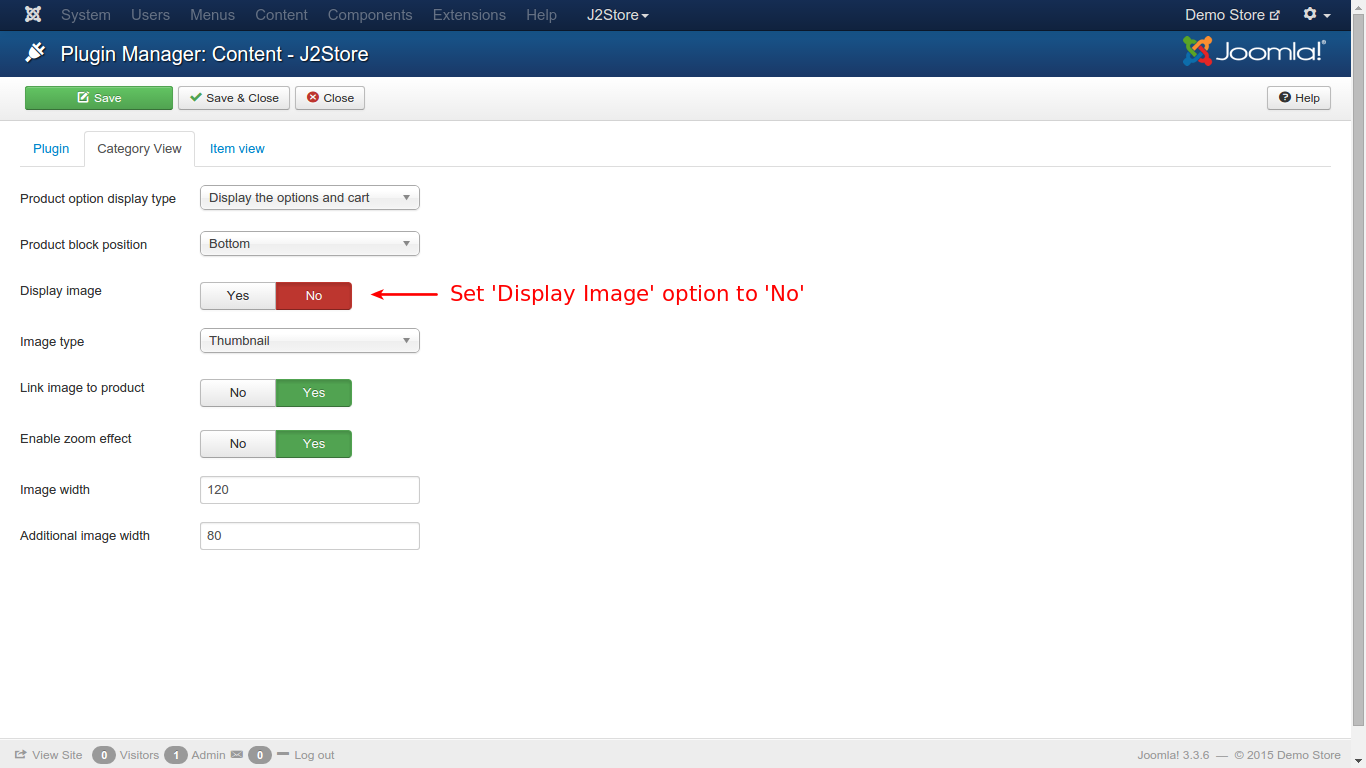 System Users Menus Content Components Extensions Help J2Store Demo Store
Plugin Manager: Content - J2Store Joomla!®
Save Save & Close Close Help
Plugin Category View Item view
Product option display type Display the options and cart
Product block position Bottom
Display image Yes No Set 'Display Image' option to 'No'
Image type Thumbnail
Link image to product No Yes
Enable zoom effect No Yes
Image width 120
Additional image width 80
View Site 0 Visitors 1 Admin 0 Log out Joomla! 3.3.6 — © 2015 Demo Store